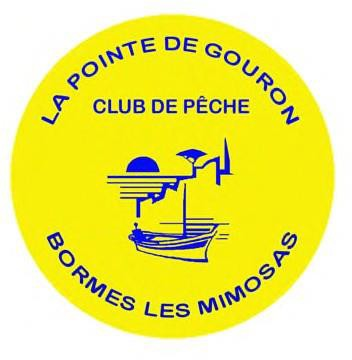 LA POINTE DE GOURON
CLUB DE PÊCHE
BORMES LES MIMOSAS